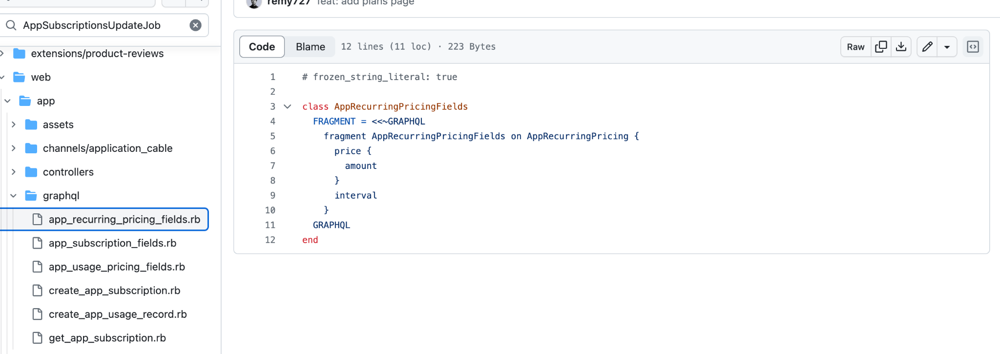 AppSubscriptionsUpdateJob
extensions/product-reviews
web
app
assets
channels/application_cable
controllers
graphql
app_recurring_pricing_fields.rb
app_subscription_fields.rb
app_usage_pricing_fields.rb
create_app_subscription.rb
create_app_usage_record.rb
get_app_subscription.rb
remy727 feat: add plans page
Code Blame 12 lines (11 loc) · 223 Bytes Raw
1 # frozen_string_literal: true
2
3 class AppRecurringPricingFields
4 FRAGMENT = <<~GRAPHQL
5 fragment AppRecurringPricingFields on AppRecurringPricing {
6 price {
7 amount
8 }
9 interval
10 }
11 GRAPHQL
12 end